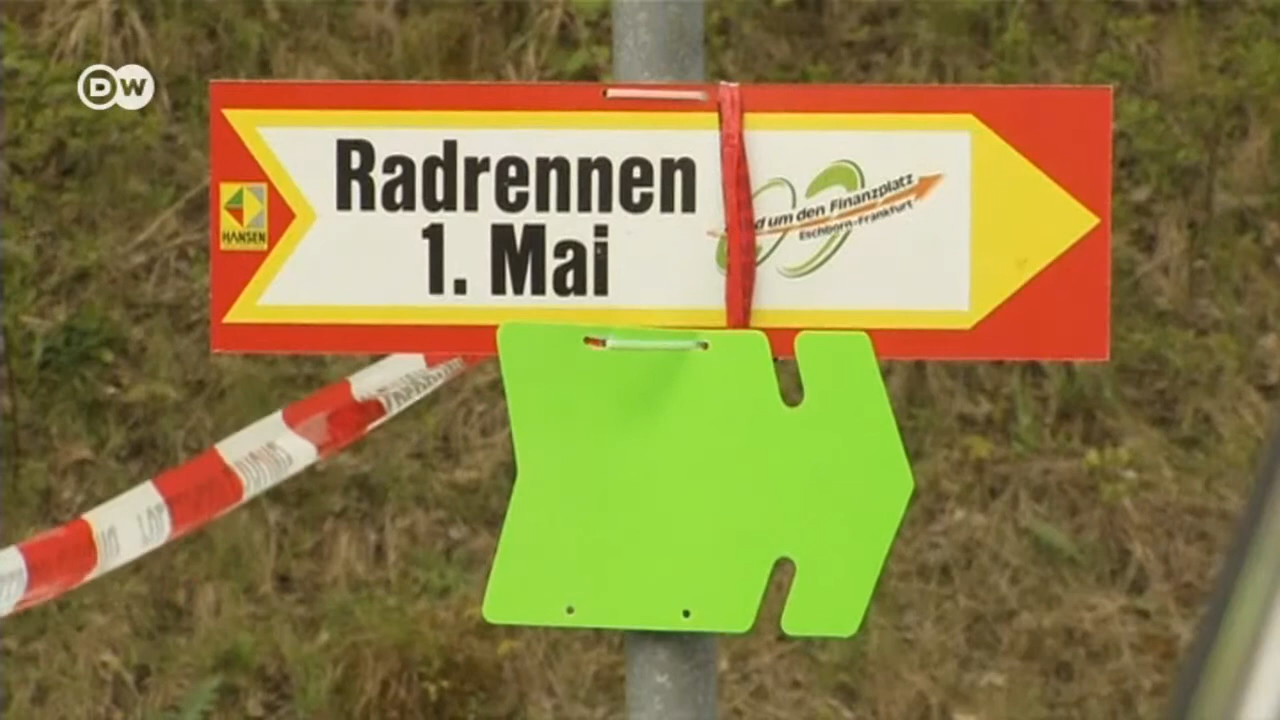 DW
Radrennen
1. Mai
HANSEN
d um den Finanzplatz
Eschborn-Frankfurt